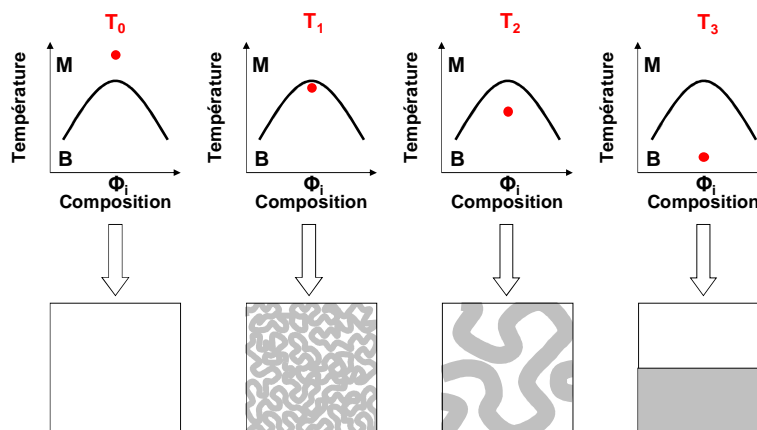 T0
T1
T2
T3
Température
M
B
Φi
Composition
Température
M
B
Φi
Composition
Température
M
B
Φi
Composition
Température
M
B
Φi
Composition